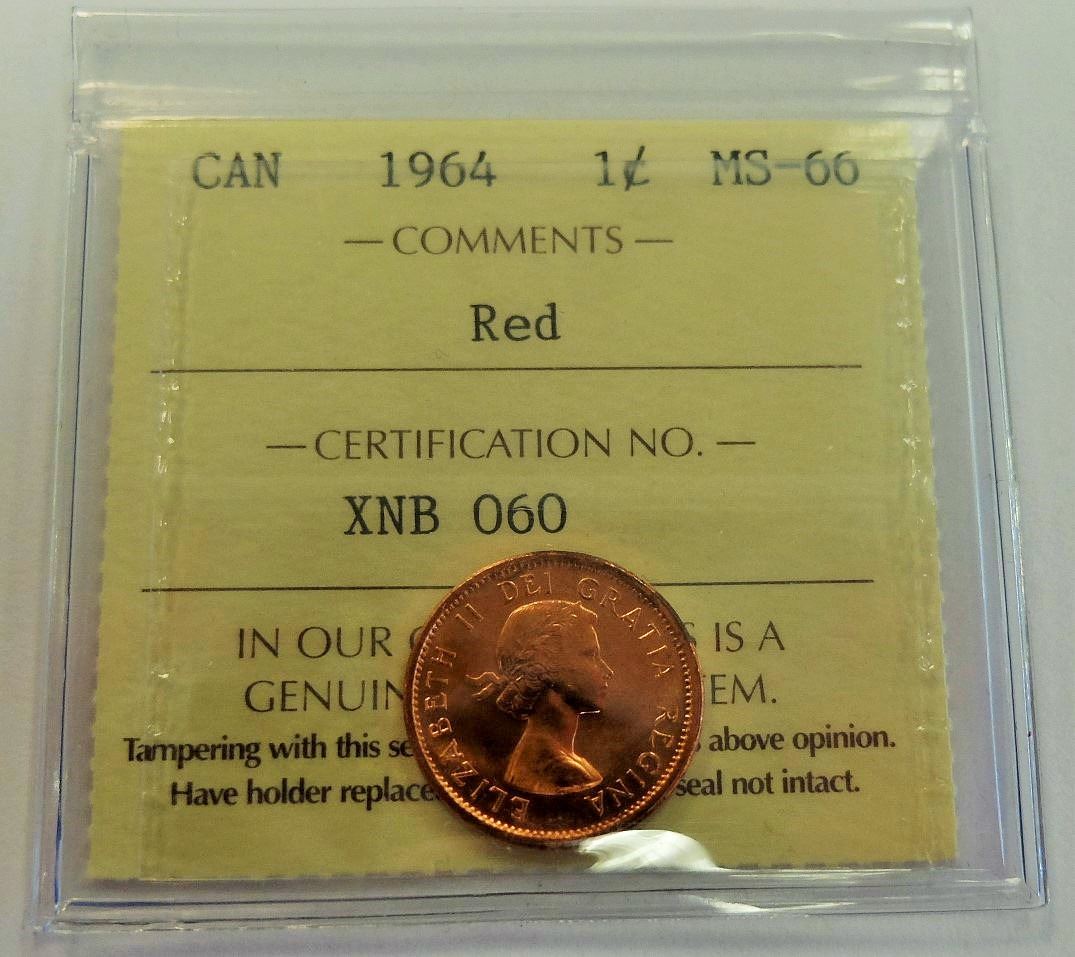 CAN 1964 1¢ MS-66
— COMMENTS —
Red
— CERTIFICATION NO. —
XNB 060
ELIZABETH II DEI GRATIA REGINA
IN OUR IS A
GENUIN EM.
Tampering with this se above opinion.
Have holder replace seal not intact.